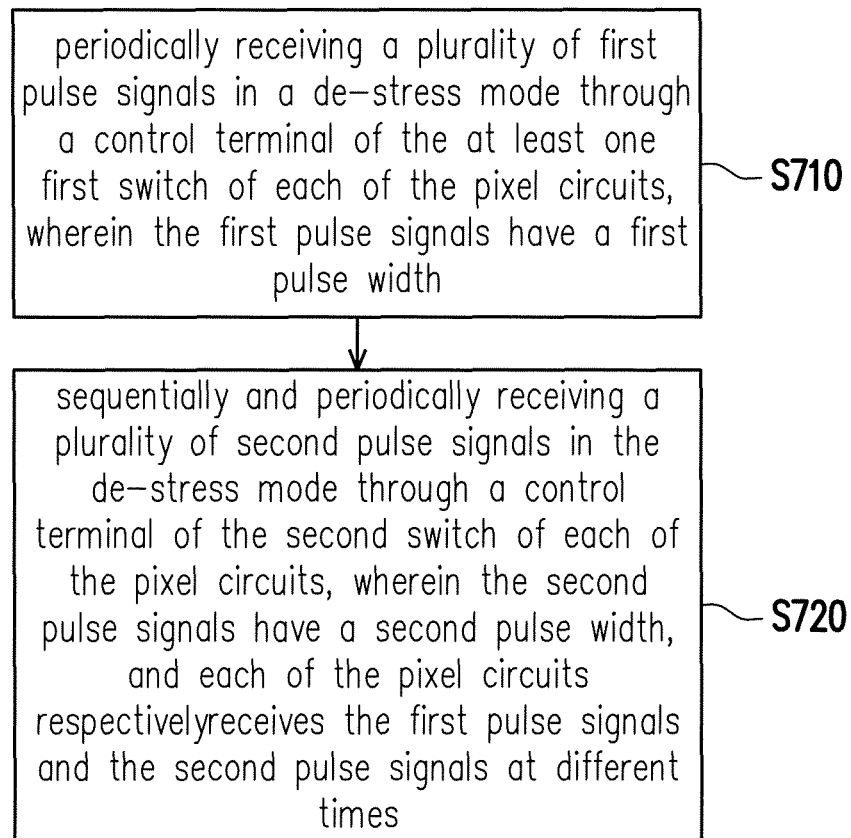 periodically receiving a plurality of first
pulse signals in a de-stress mode through
a control terminal of the at least one
first switch of each of the pixel circuits,
wherein the first pulse signals have a first
pulse width
S710
sequentially and periodically receiving a
plurality of second pulse signals in the
de-stress mode through a control
terminal of the second switch of each of
the pixel circuits, wherein the second
pulse signals have a second pulse width,
and each of the pixel circuits
respectivelyreceives the first pulse signals
and the second pulse signals at different
times
S720